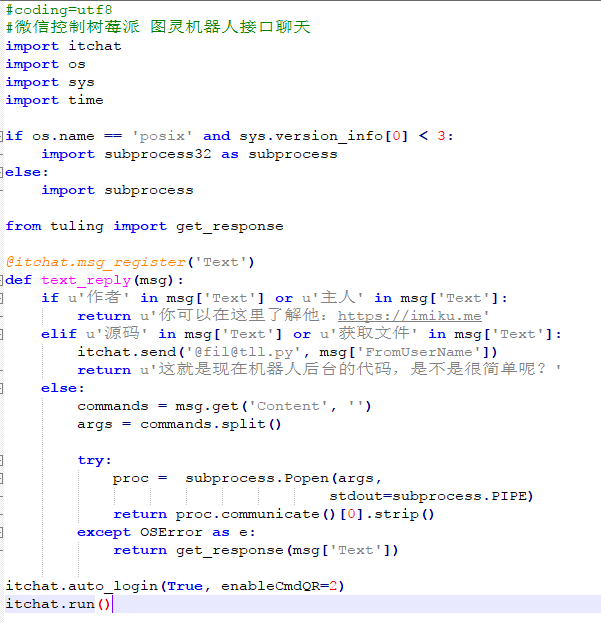 #coding=utf8
#微信控制树莓派 图灵机器人接口聊天
import itchat
import os
import sys
import time
if os.name == 'posix' and sys.version_info[0] < 3:
import subprocess32 as subprocess
else:
import subprocess
from tuling import get_response
@itchat.msg_register('Text')
def text_reply(msg):
if u'作者' in msg['Text'] or u'主人' in msg['Text']:
return u'你可以在这里了解他：https://imiku.me'
elif u'源码' in msg['Text'] or u'获取文件' in msg['Text']:
itchat.send('@fil@tll.py', msg['FromUserName'])
return u'这就是现在机器人后台的代码，是不是很简单呢？'
else:
commands = msg.get('Content', '')
args = commands.split()
try:
proc =  subprocess.Popen(args,
stdout=subprocess.PIPE)
return proc.communicate()[0].strip()
except OSError as e:
return get_response(msg['Text'])
itchat.auto_login(True, enableCmdQR=2)
itchat.run()